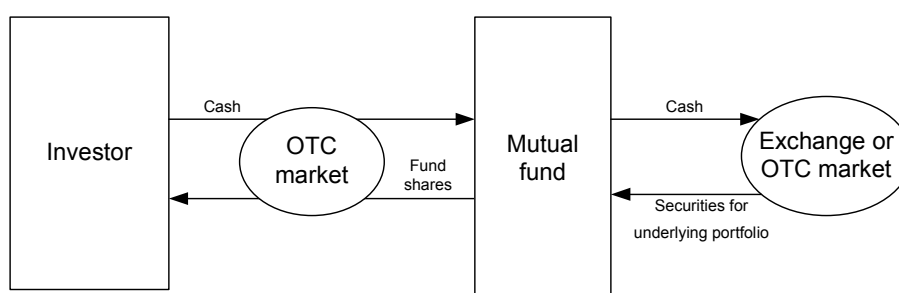 Investor
Cash
OTC
market
Fund
shares
Mutual
fund
Cash
Exchange or
OTC market
Securities for
underlying portfolio